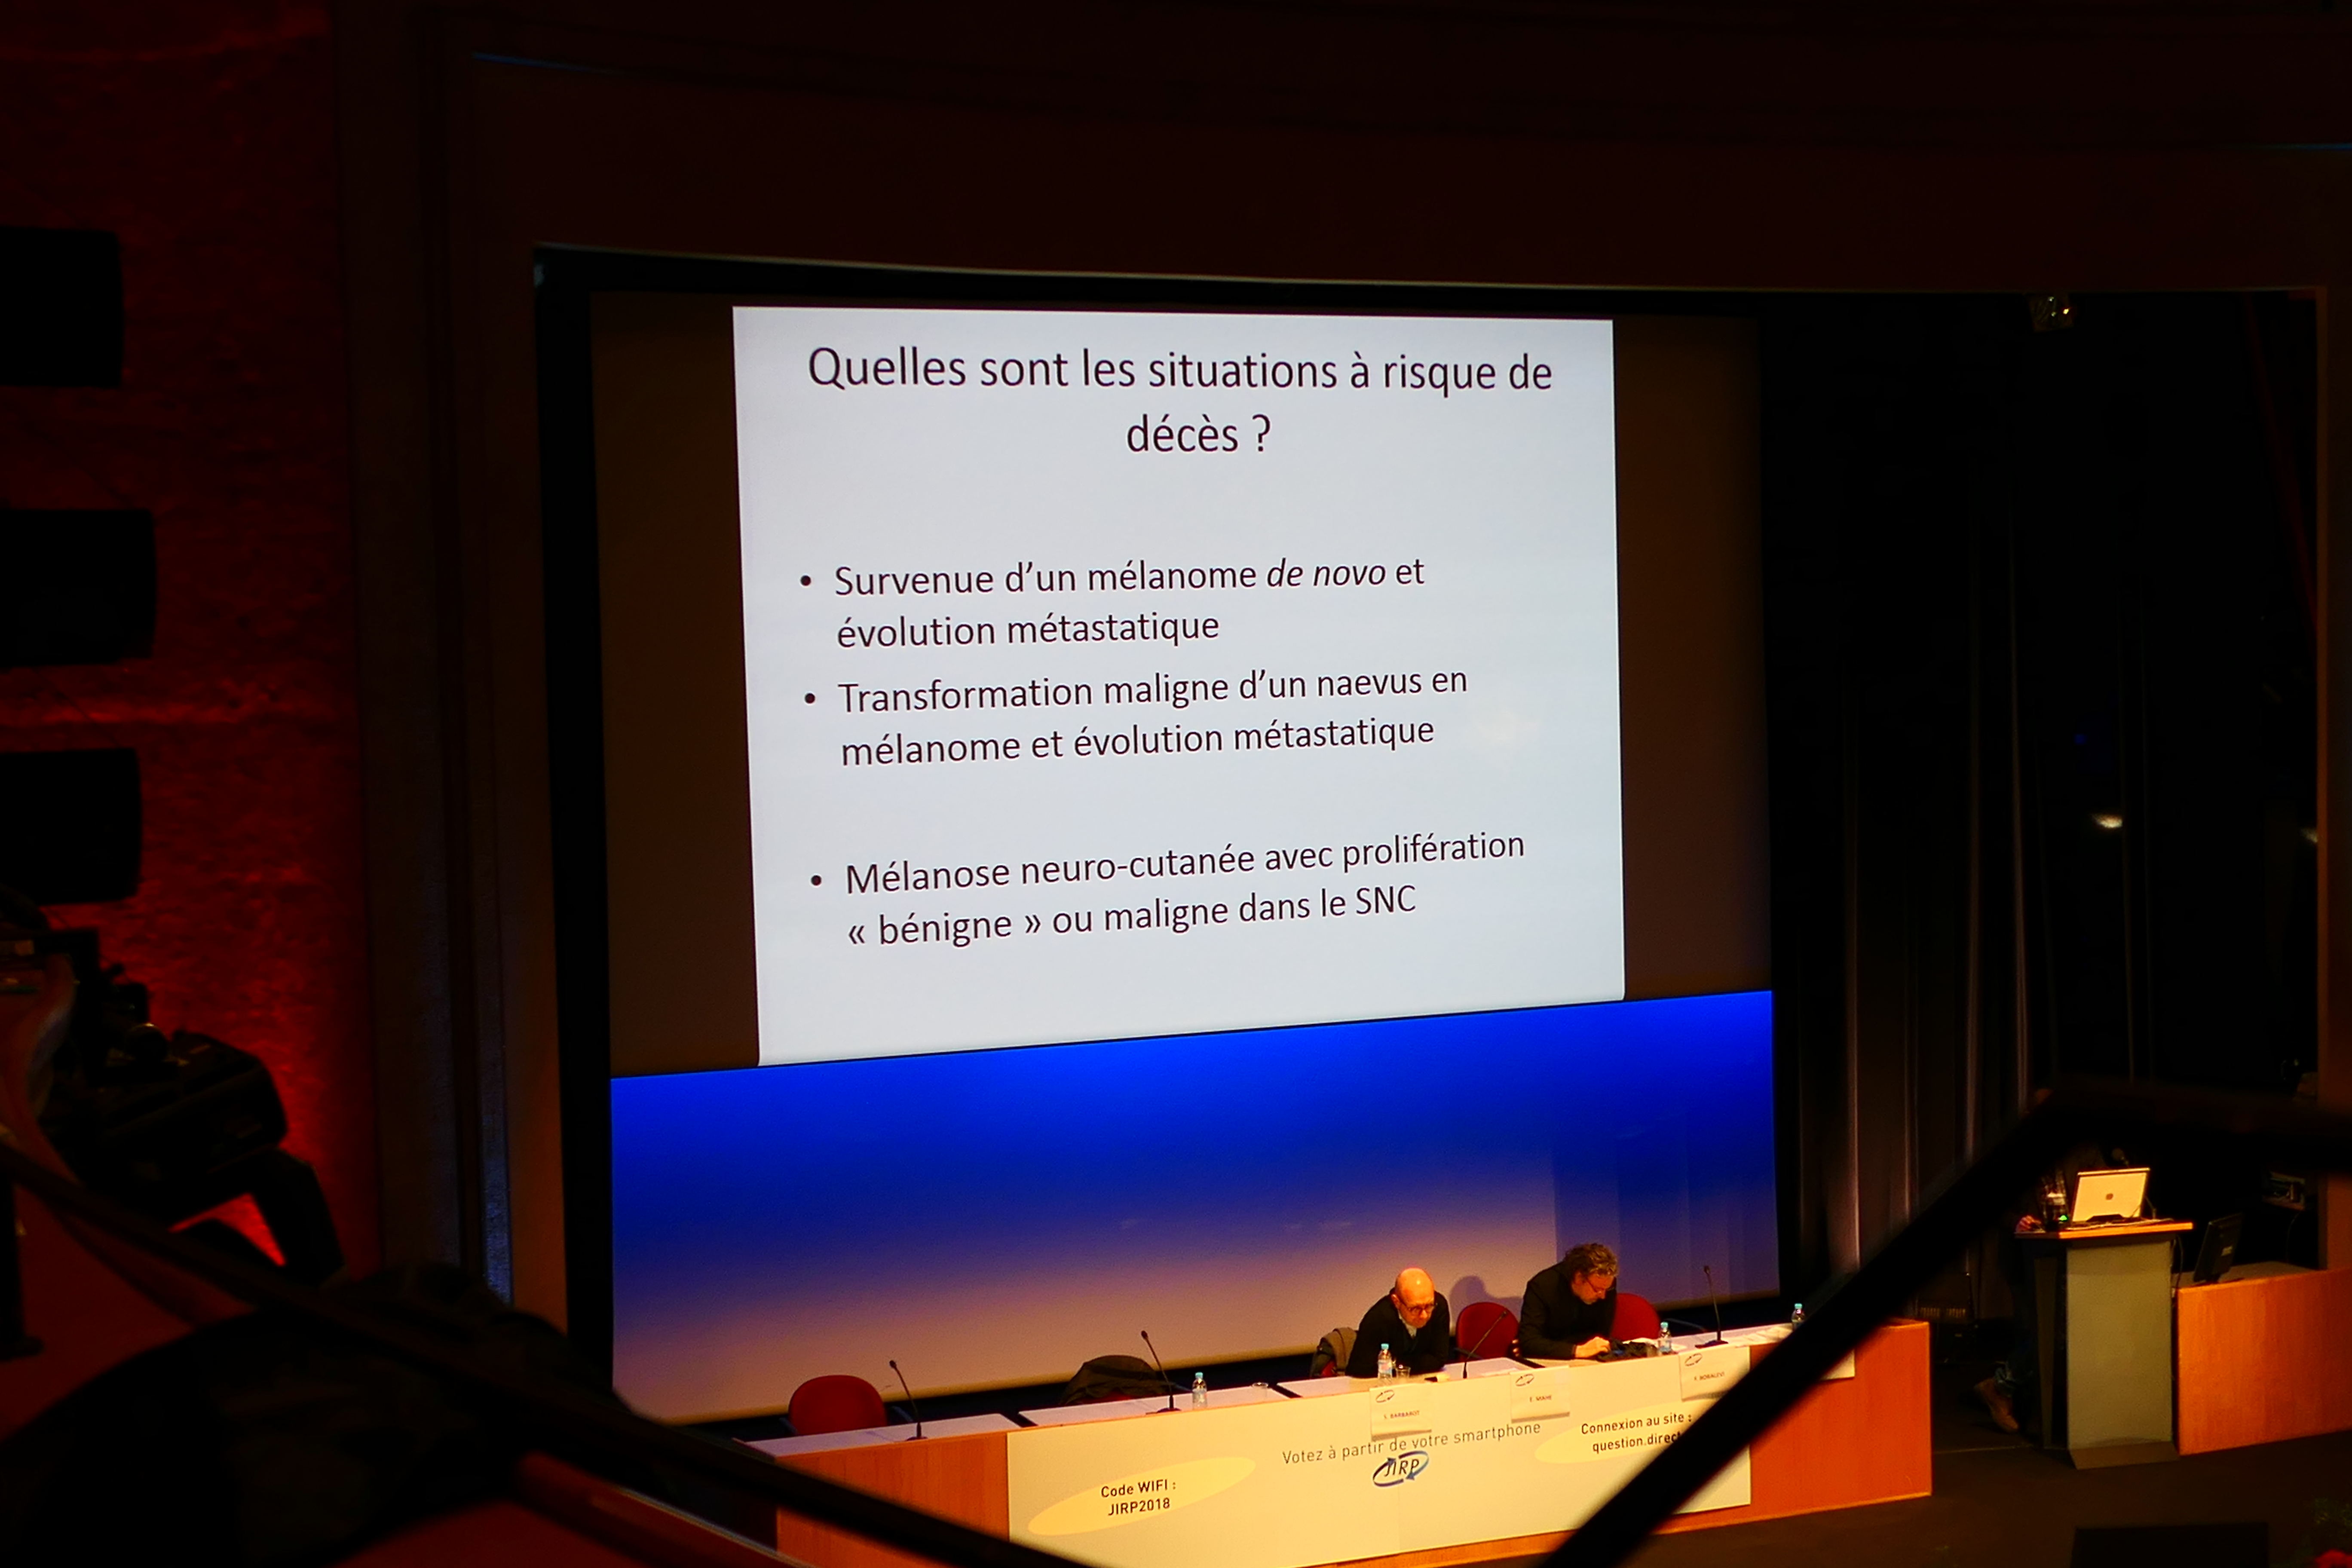 Quelles sont les situations à risque de
décès ?
• Survenue d’un mélanome de novo et
évolution métastatique
• Transformation maligne d’un naevus en
mélanome et évolution métastatique
• Mélanose neuro-cutanée avec prolifération
« bénigne » ou maligne dans le SNC
S. BARBAROT
E. MAHE
Votez à partir de votre smartphone
JIRP
Connexion au site :
question.direct
Code WIFI :
JIRP2018